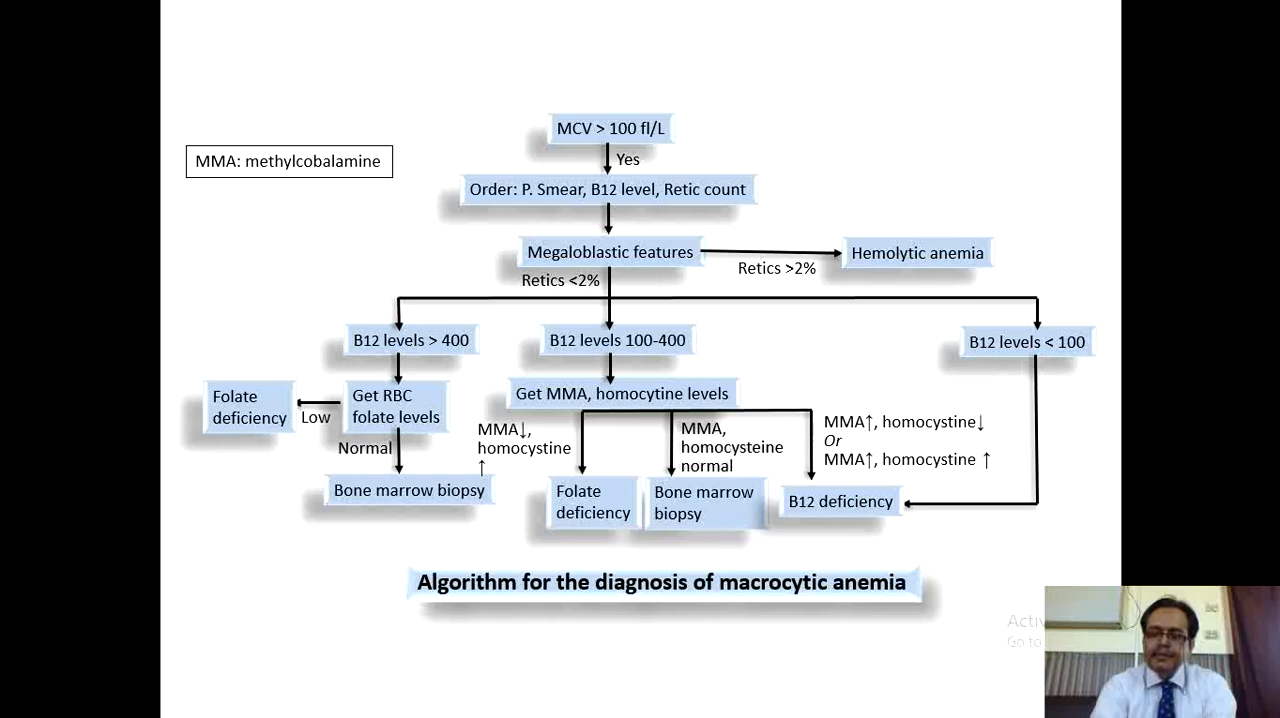 MCV > 100 fl/L
MMA: methylcobalamine
Yes
Order: P. Smear, B12 level, Retic count
Megaloblastic features
Retics >2%
Hemolytic anemia
Retics <2%
B12 levels > 400
B12 levels 100-400
B12 levels < 100
Folate
deficiency
Low
Get RBC
folate levels
Get MMA, homocytine levels
Normal
MMA↓,
homocystine
↑
MMA,
homocysteine
normal
MMA↑, homocystine↓
Or
MMA↑, homocystine ↑
Bone marrow biopsy
Folate
deficiency
Bone marrow
biopsy
B12 deficiency
Algorithm for the diagnosis of macrocytic anemia
Go to